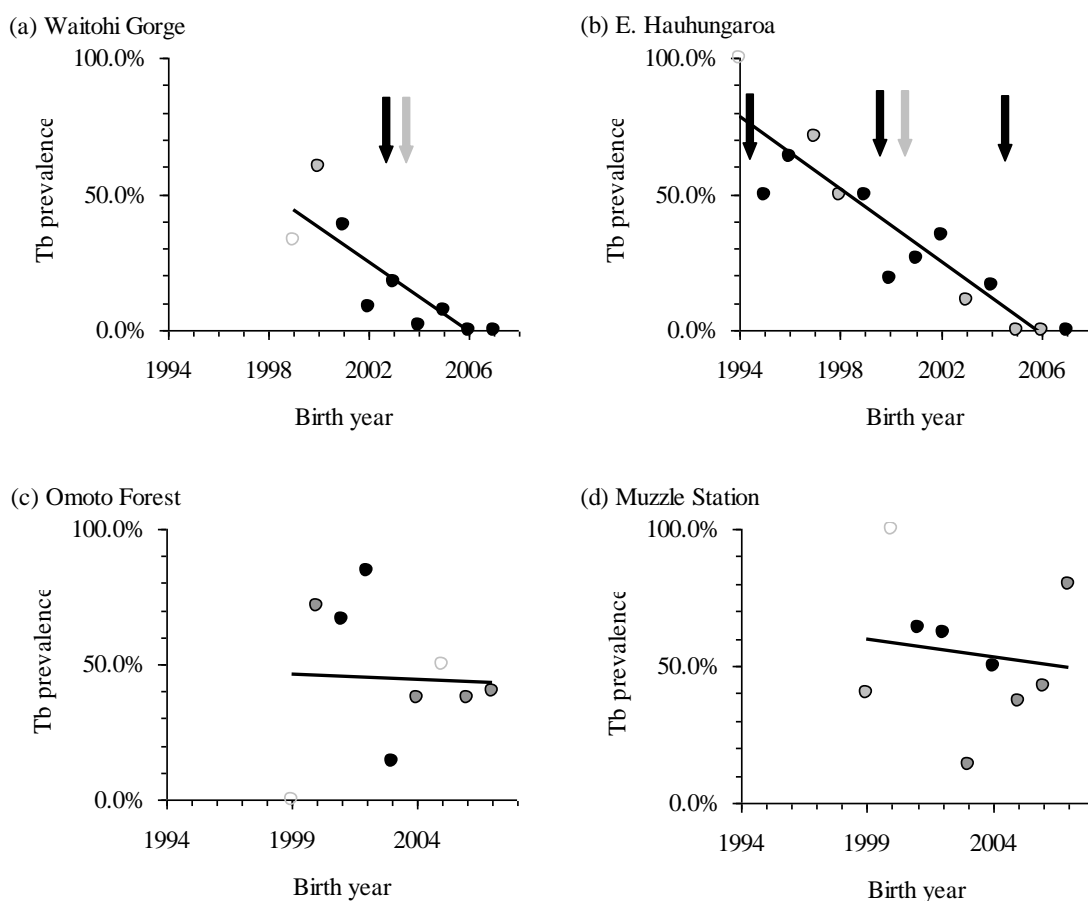 (a) Waitohi Gorge
100.0%
50.0%
0.0%
Tb prevalence
1994 1998 2002 2006
Birth year
(b) E. Hauhungaroa
100.0%
50.0%
0.0%
Tb prevalence
1994 1998 2002 2006
Birth year
(c) Omoto Forest
100.0%
50.0%
0.0%
Tb prevalence
1994 1999 2004
Birth year
(d) Muzzle Station
100.0%
50.0%
0.0%
Tb prevalence
1994 1999 2004
Birth year